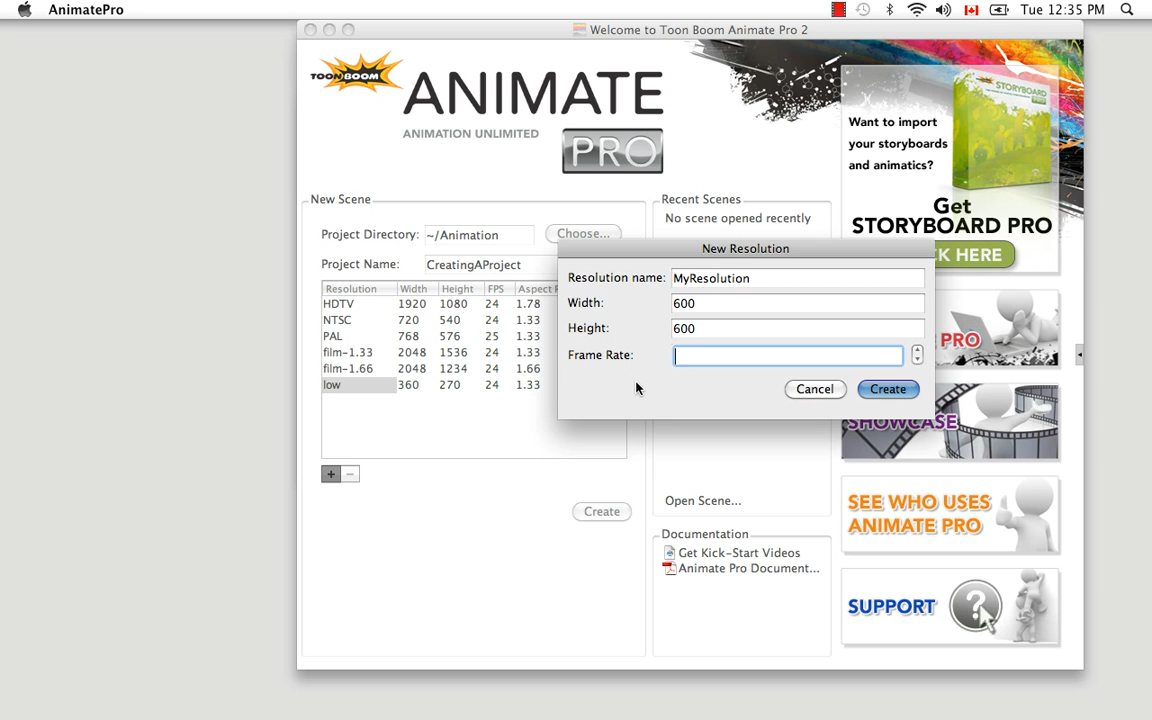 AnimatePro
Tue 12:35 PM
Welcome to Toon Boom Animate Pro 2
TOONBOOM
ANIMATE
ANIMATION UNLIMITED
PRO
STORYBOARD
PRO
Want to import
your storyboards
and animatics?
Get
STORYBOARD PRO
CK HERE
New Scene
Project Directory: ~/Animation Choose...
Project Name: CreatingAProject
Resolution Width Height FPS Aspect
HDTV 1920 1080 24 1.78
NTSC 720 540 24 1.33
PAL 768 576 25 1.33
film-1.33 2048 1536 24 1.33
film-1.66 2048 1234 24 1.66
low 360 270 24 1.33
+ −
Create
Recent Scenes
No scene opened recently
New Resolution
Resolution name: MyResolution
Width: 600
Height: 600
Frame Rate:
Cancel Create
Open Scene...
Documentation
Get Kick-Start Videos
Animate Pro Document...
PRO
SHOWCASE
SEE WHO USES
ANIMATE PRO
SUPPORT ?